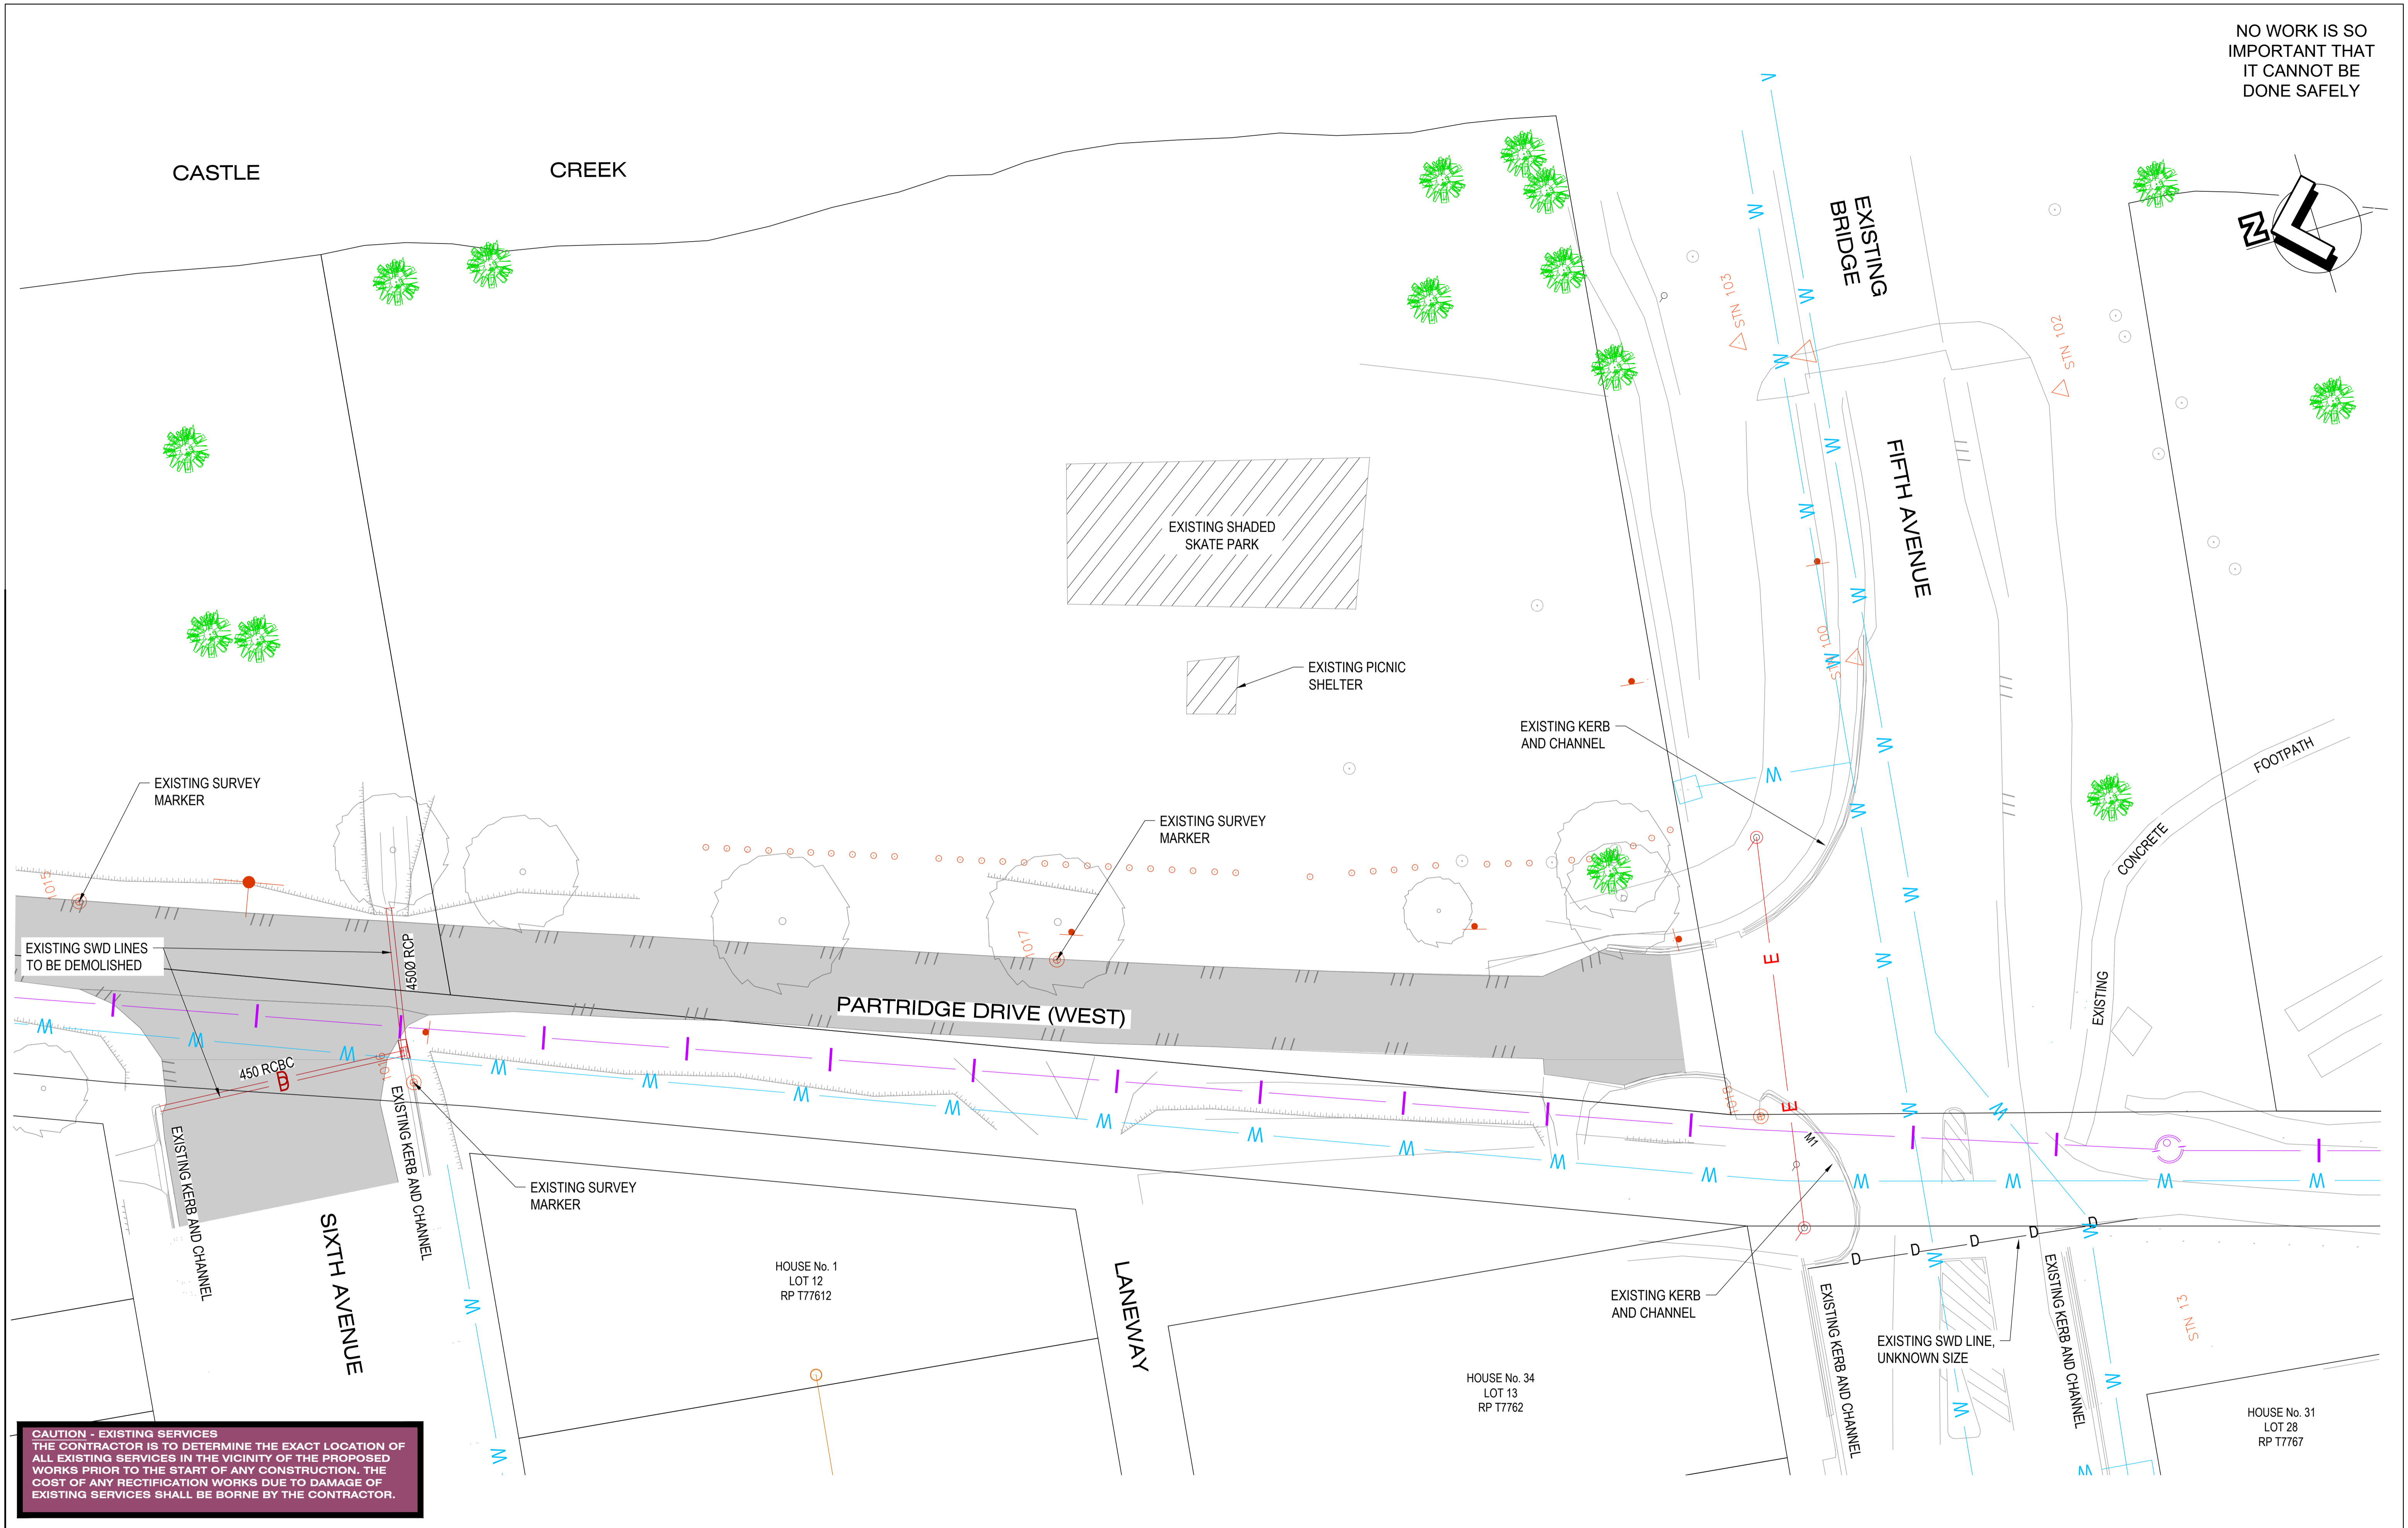 NO WORK IS SO
IMPORTANT THAT
IT CANNOT BE
DONE SAFELY
CASTLE
CREEK
N
EXISTING
BRIDGE
STN 103
STN 102
FIFTH AVENUE
EXISTING SHADED
SKATE PARK
STN 100
EXISTING PICNIC
SHELTER
EXISTING KERB
AND CHANNEL
FOOTPATH
CONCRETE
EXISTING
EXISTING SURVEY
MARKER
EXISTING SURVEY
MARKER
1015
1017
EXISTING SWD LINES
TO BE DEMOLISHED
450Ø RCP
PARTRIDGE DRIVE (WEST)
450 RCBC
EXISTING KERB AND CHANNEL
EXISTING KERB AND CHANNEL
M1
EXISTING SURVEY
MARKER
SIXTH AVENUE
HOUSE No. 1
LOT 12
RP T77612
LANEWAY
EXISTING KERB
AND CHANNEL
EXISTING KERB AND CHANNEL
EXISTING SWD LINE,
UNKNOWN SIZE
EXISTING KERB AND CHANNEL
STN 13
HOUSE No. 34
LOT 13
RP T7762
HOUSE No. 31
LOT 28
RP T7767
CAUTION - EXISTING SERVICES
THE CONTRACTOR IS TO DETERMINE THE EXACT LOCATION OF
ALL EXISTING SERVICES IN THE VICINITY OF THE PROPOSED
WORKS PRIOR TO THE START OF ANY CONSTRUCTION. THE
COST OF ANY RECTIFICATION WORKS DUE TO DAMAGE OF
EXISTING SERVICES SHALL BE BORNE BY THE CONTRACTOR.